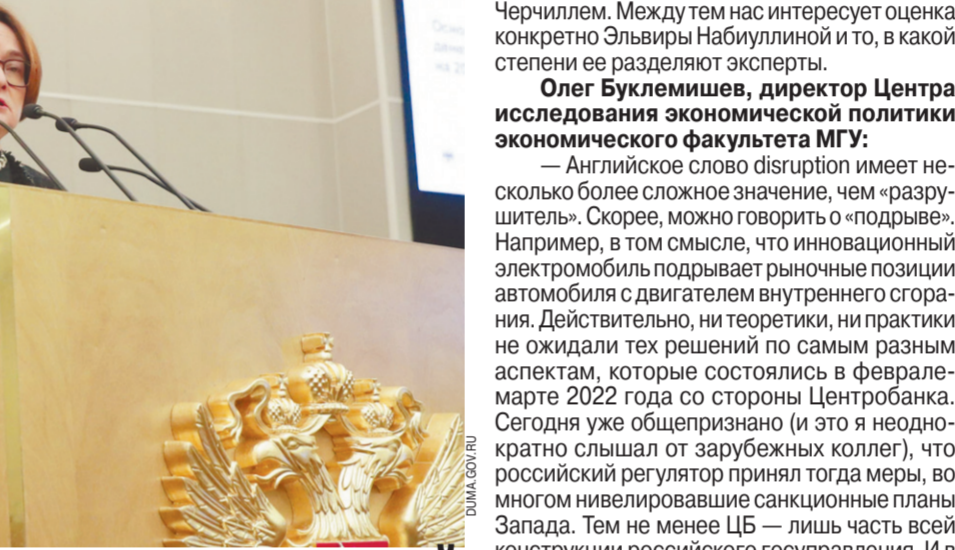 Черчиллем. Между тем нас интересует оценка
конкретно Эльвиры Набиуллиной и то, в какой
степени ее разделяют эксперты.
Олег Буклемишев, директор Центра
исследования экономической политики
экономического факультета МГУ:
— Английское слово disruption имеет не-
сколько более сложное значение, чем «разру-
шитель». Скорее, можно говорить о «подрыве».
Например, в том смысле, что инновационный
электромобиль подрывает рыночные позиции
автомобиля с двигателем внутреннего сгора-
ния. Действительно, ни теоретики, ни практики
не ожидали тех решений по самым разным
аспектам, которые состоялись в феврале-
марте 2022 года со стороны Центробанка.
Сегодня уже общепризнано (и это я неодно-
кратно слышал от зарубежных коллег), что
российский регулятор принял тогда меры, во
многом нивелировавшие санкционные планы
Запада. Тем не менее ЦБ — лишь часть всей
конструкции российского госуправления. И в
DUMA.GOV.RU